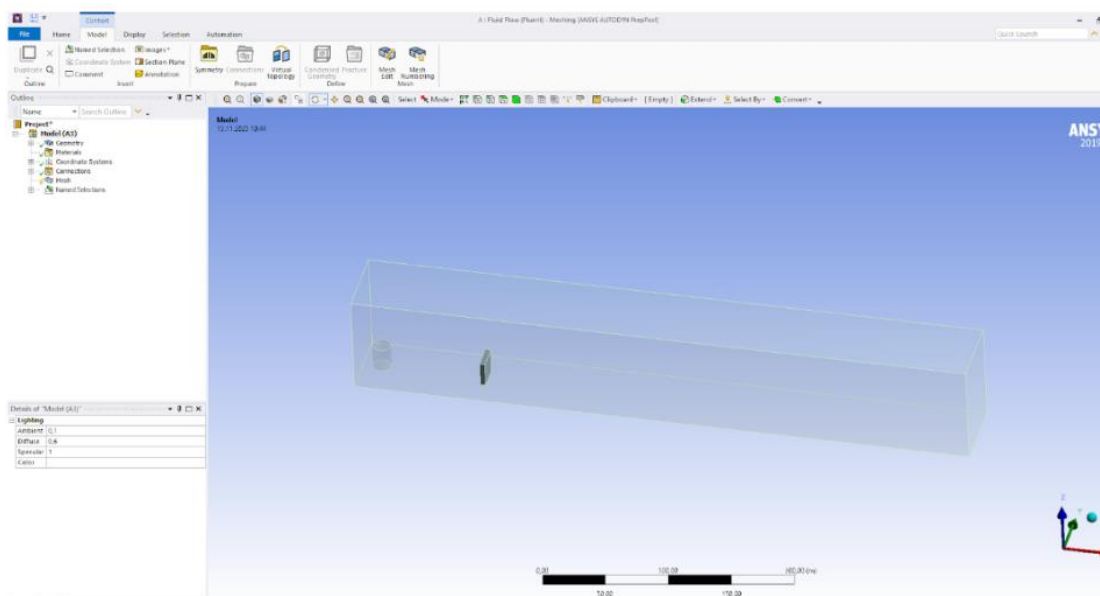 Context
A : Fluid Flow (Fluent) - Meshing [ANSYS AUTODYN PrepPost]
File Home Model Display Selection Automation
Quick Search
Duplicate Named Selection Images Symmetry Connections Virtual Topology Condensed Geometry Fracture Mesh Edit Mesh Numbering
Coordinate System Section Plane
Comment Annotation
Outline Insert Prepare Define Mesh
Outline
Select Mode Clipboard [Empty] Extend Select By Convert
Name Search Outline
Project*
Model (A3)
Geometry
Materials
Coordinate Systems
Connections
Mesh
Named Selections
Model
ANSYS
2019
Details of "Model (A3)"
Lighting
Ambient 0,1
Diffuse 0,6
Specular 1
Color
Z
Y
0,00 100,00
50,00 150,00